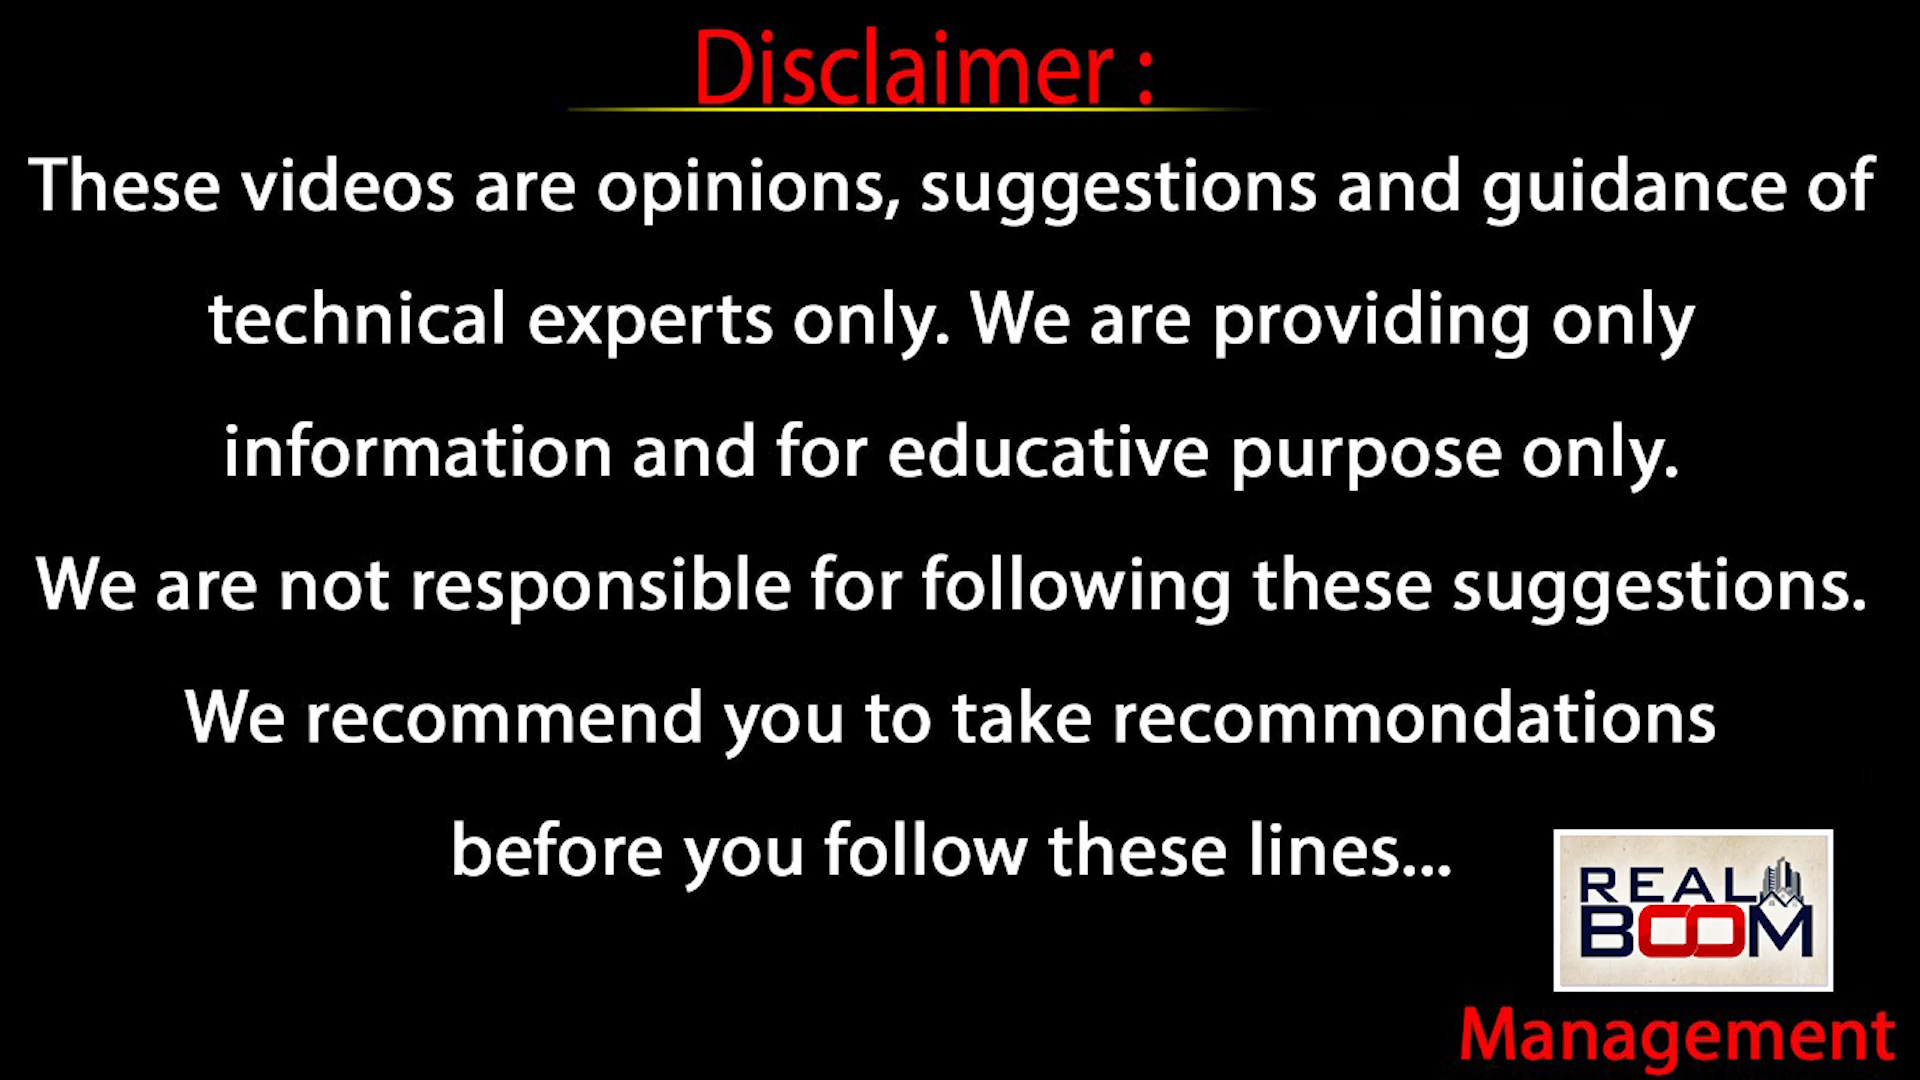 Disclaimer :
These videos are opinions, suggestions and guidance of
technical experts only. We are providing only
information and for educative purpose only.
We are not responsible for following these suggestions.
We recommend you to take recommondations
before you follow these lines...
REAL
BOOM
Management